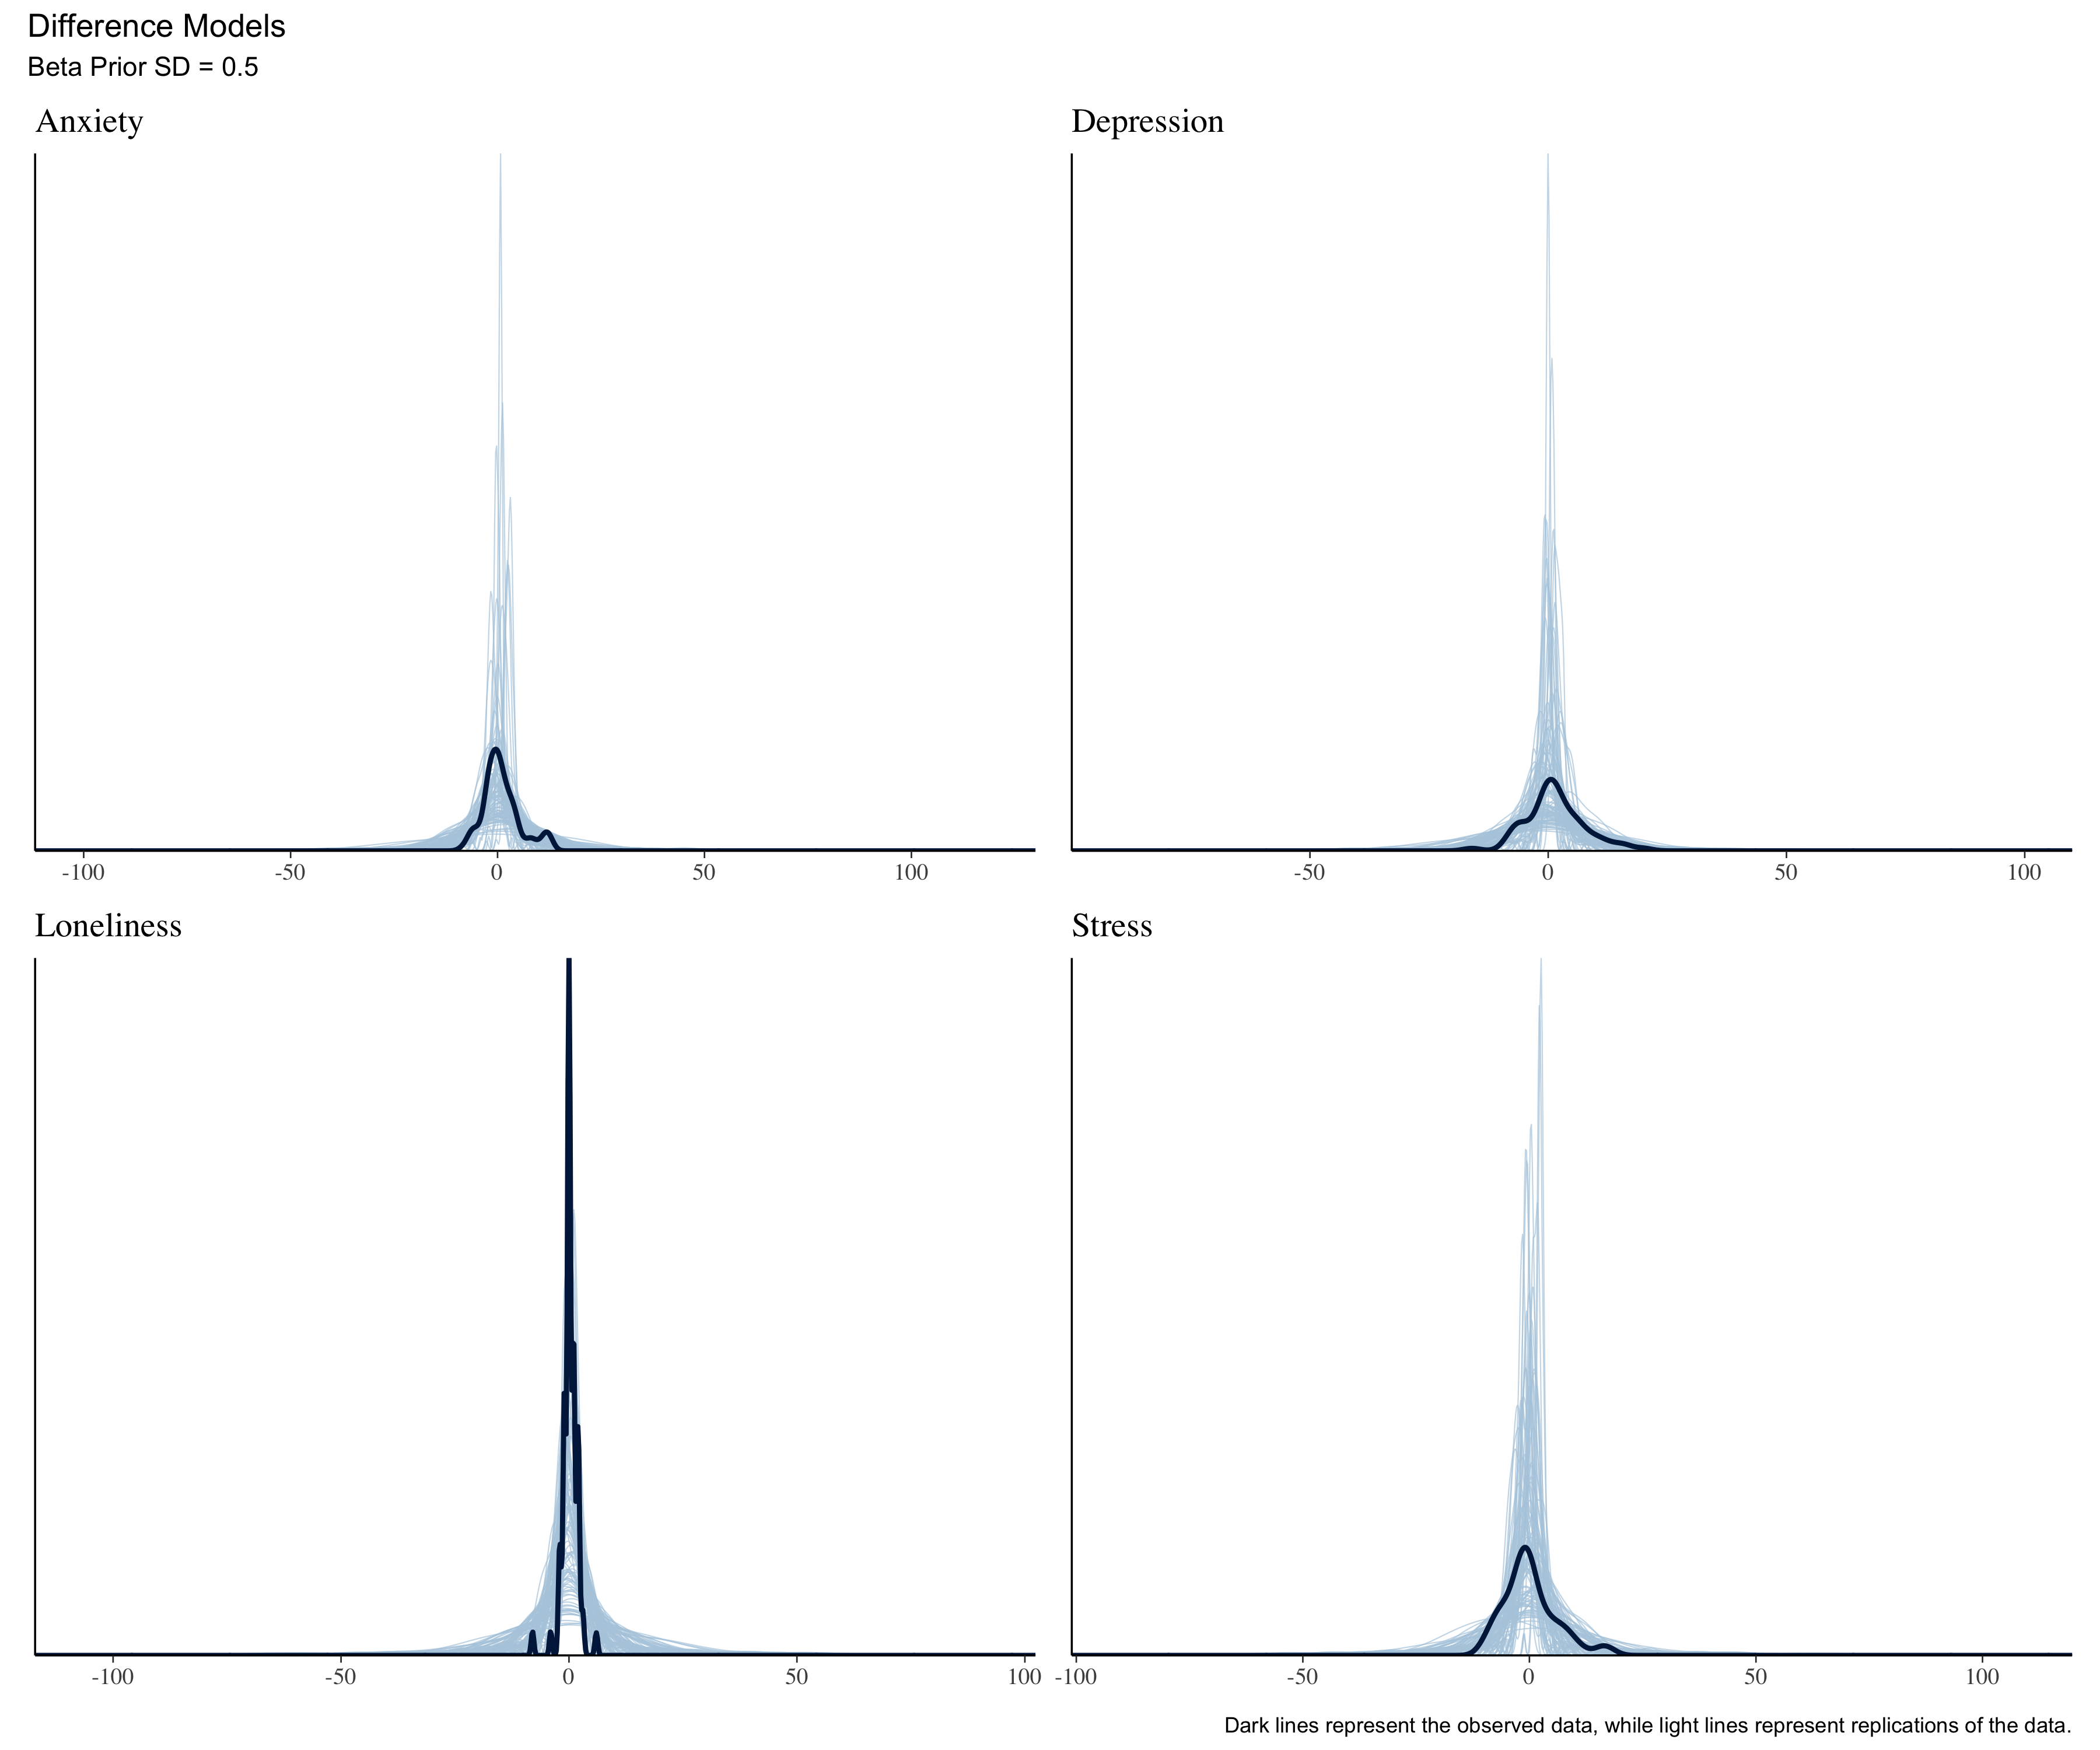 Difference Models
Beta Prior SD = 0.5
Anxiety
Depression
-100 -50 0 50 100
-50 0 50 100
Loneliness
Stress
-100 -50 0 50 100
-100 -50 0 50 100
Dark lines represent the observed data, while light lines represent replications of the data.